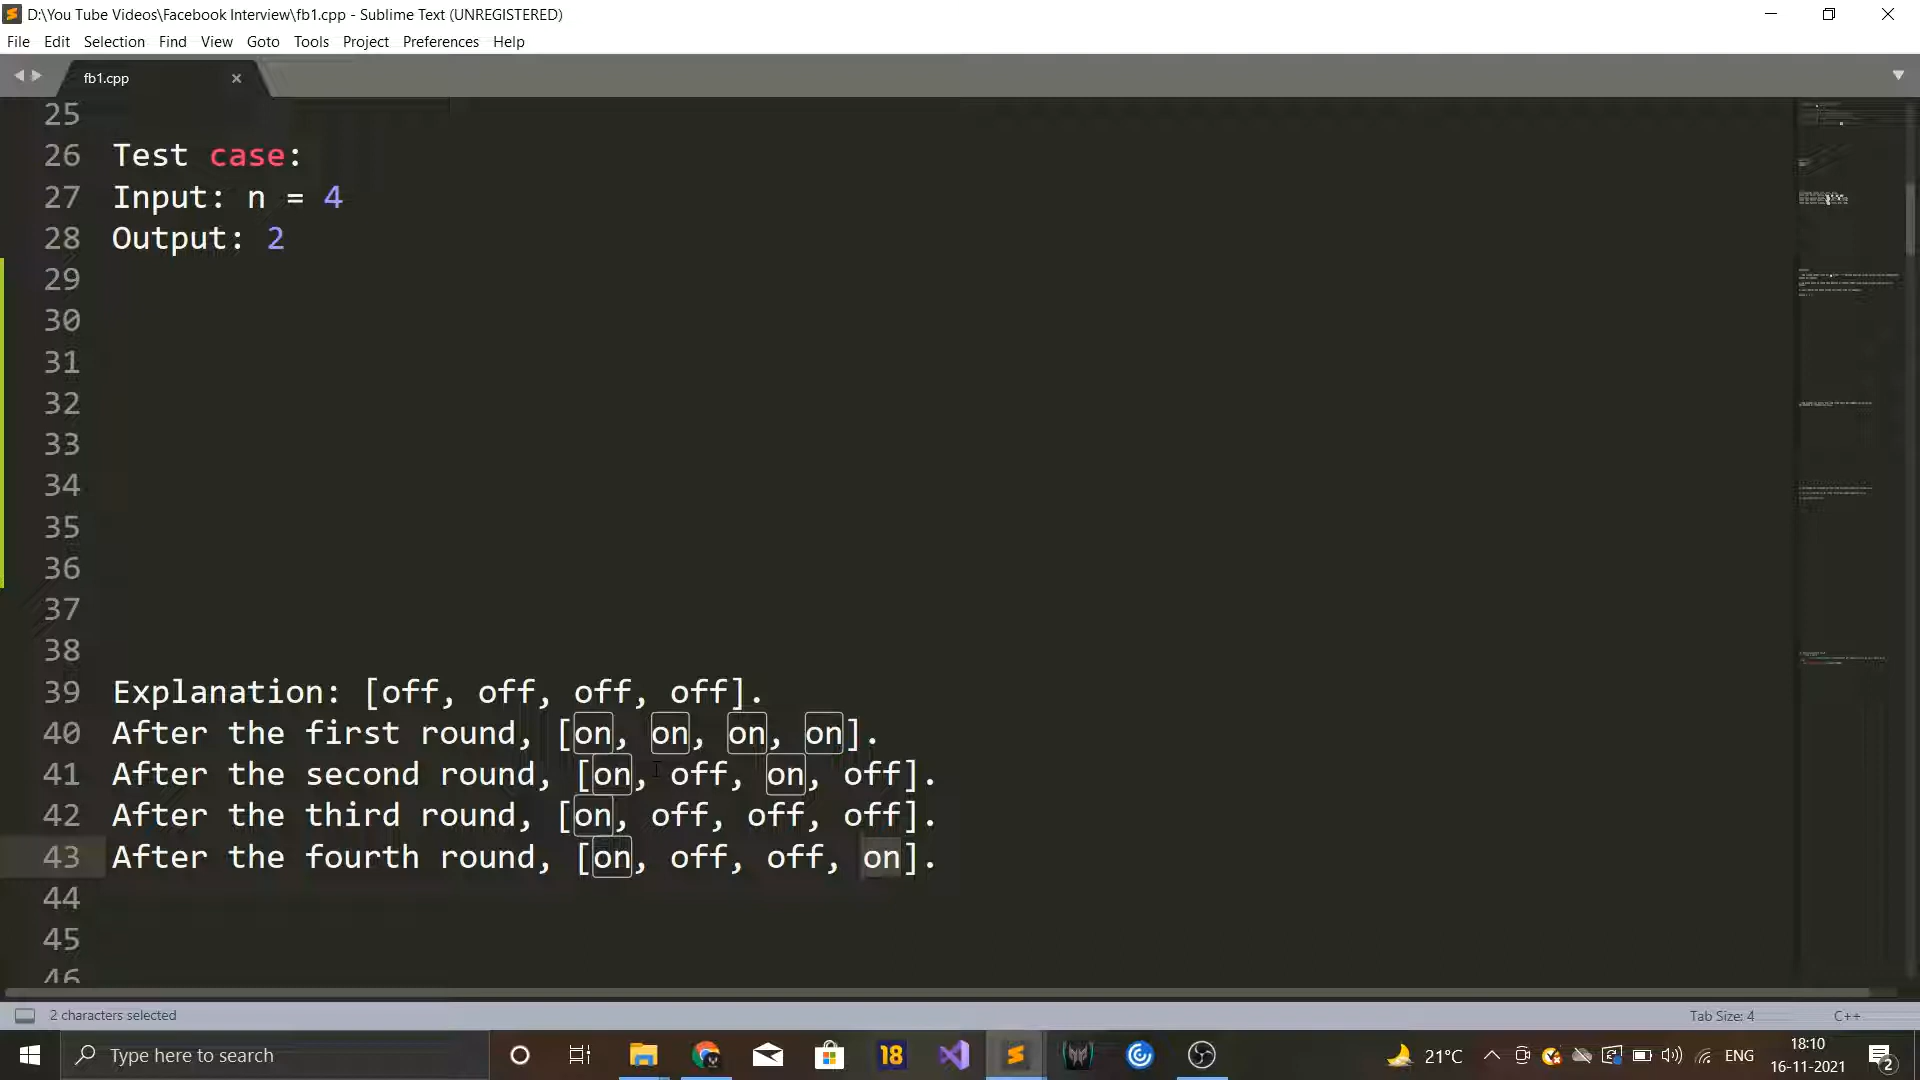 D:\You Tube Videos\Facebook Interview\fb1.cpp - Sublime Text (UNREGISTERED)
File Edit Selection Find View Goto Tools Project Preferences Help
fb1.cpp
25
26 Test case:
27 Input: n = 4
28 Output: 2
29
30
31
32
33
34
35
36
37
38
39 Explanation: [off, off, off, off].
40 After the first round, [on, on, on, on].
41 After the second round, [on, off, on, off].
42 After the third round, [on, off, off, off].
43 After the fourth round, [on, off, off, on].
44
45
46
2 characters selected Tab Size: 4 C++
Type here to search 18 21°C ENG 18:10
16-11-2021 2